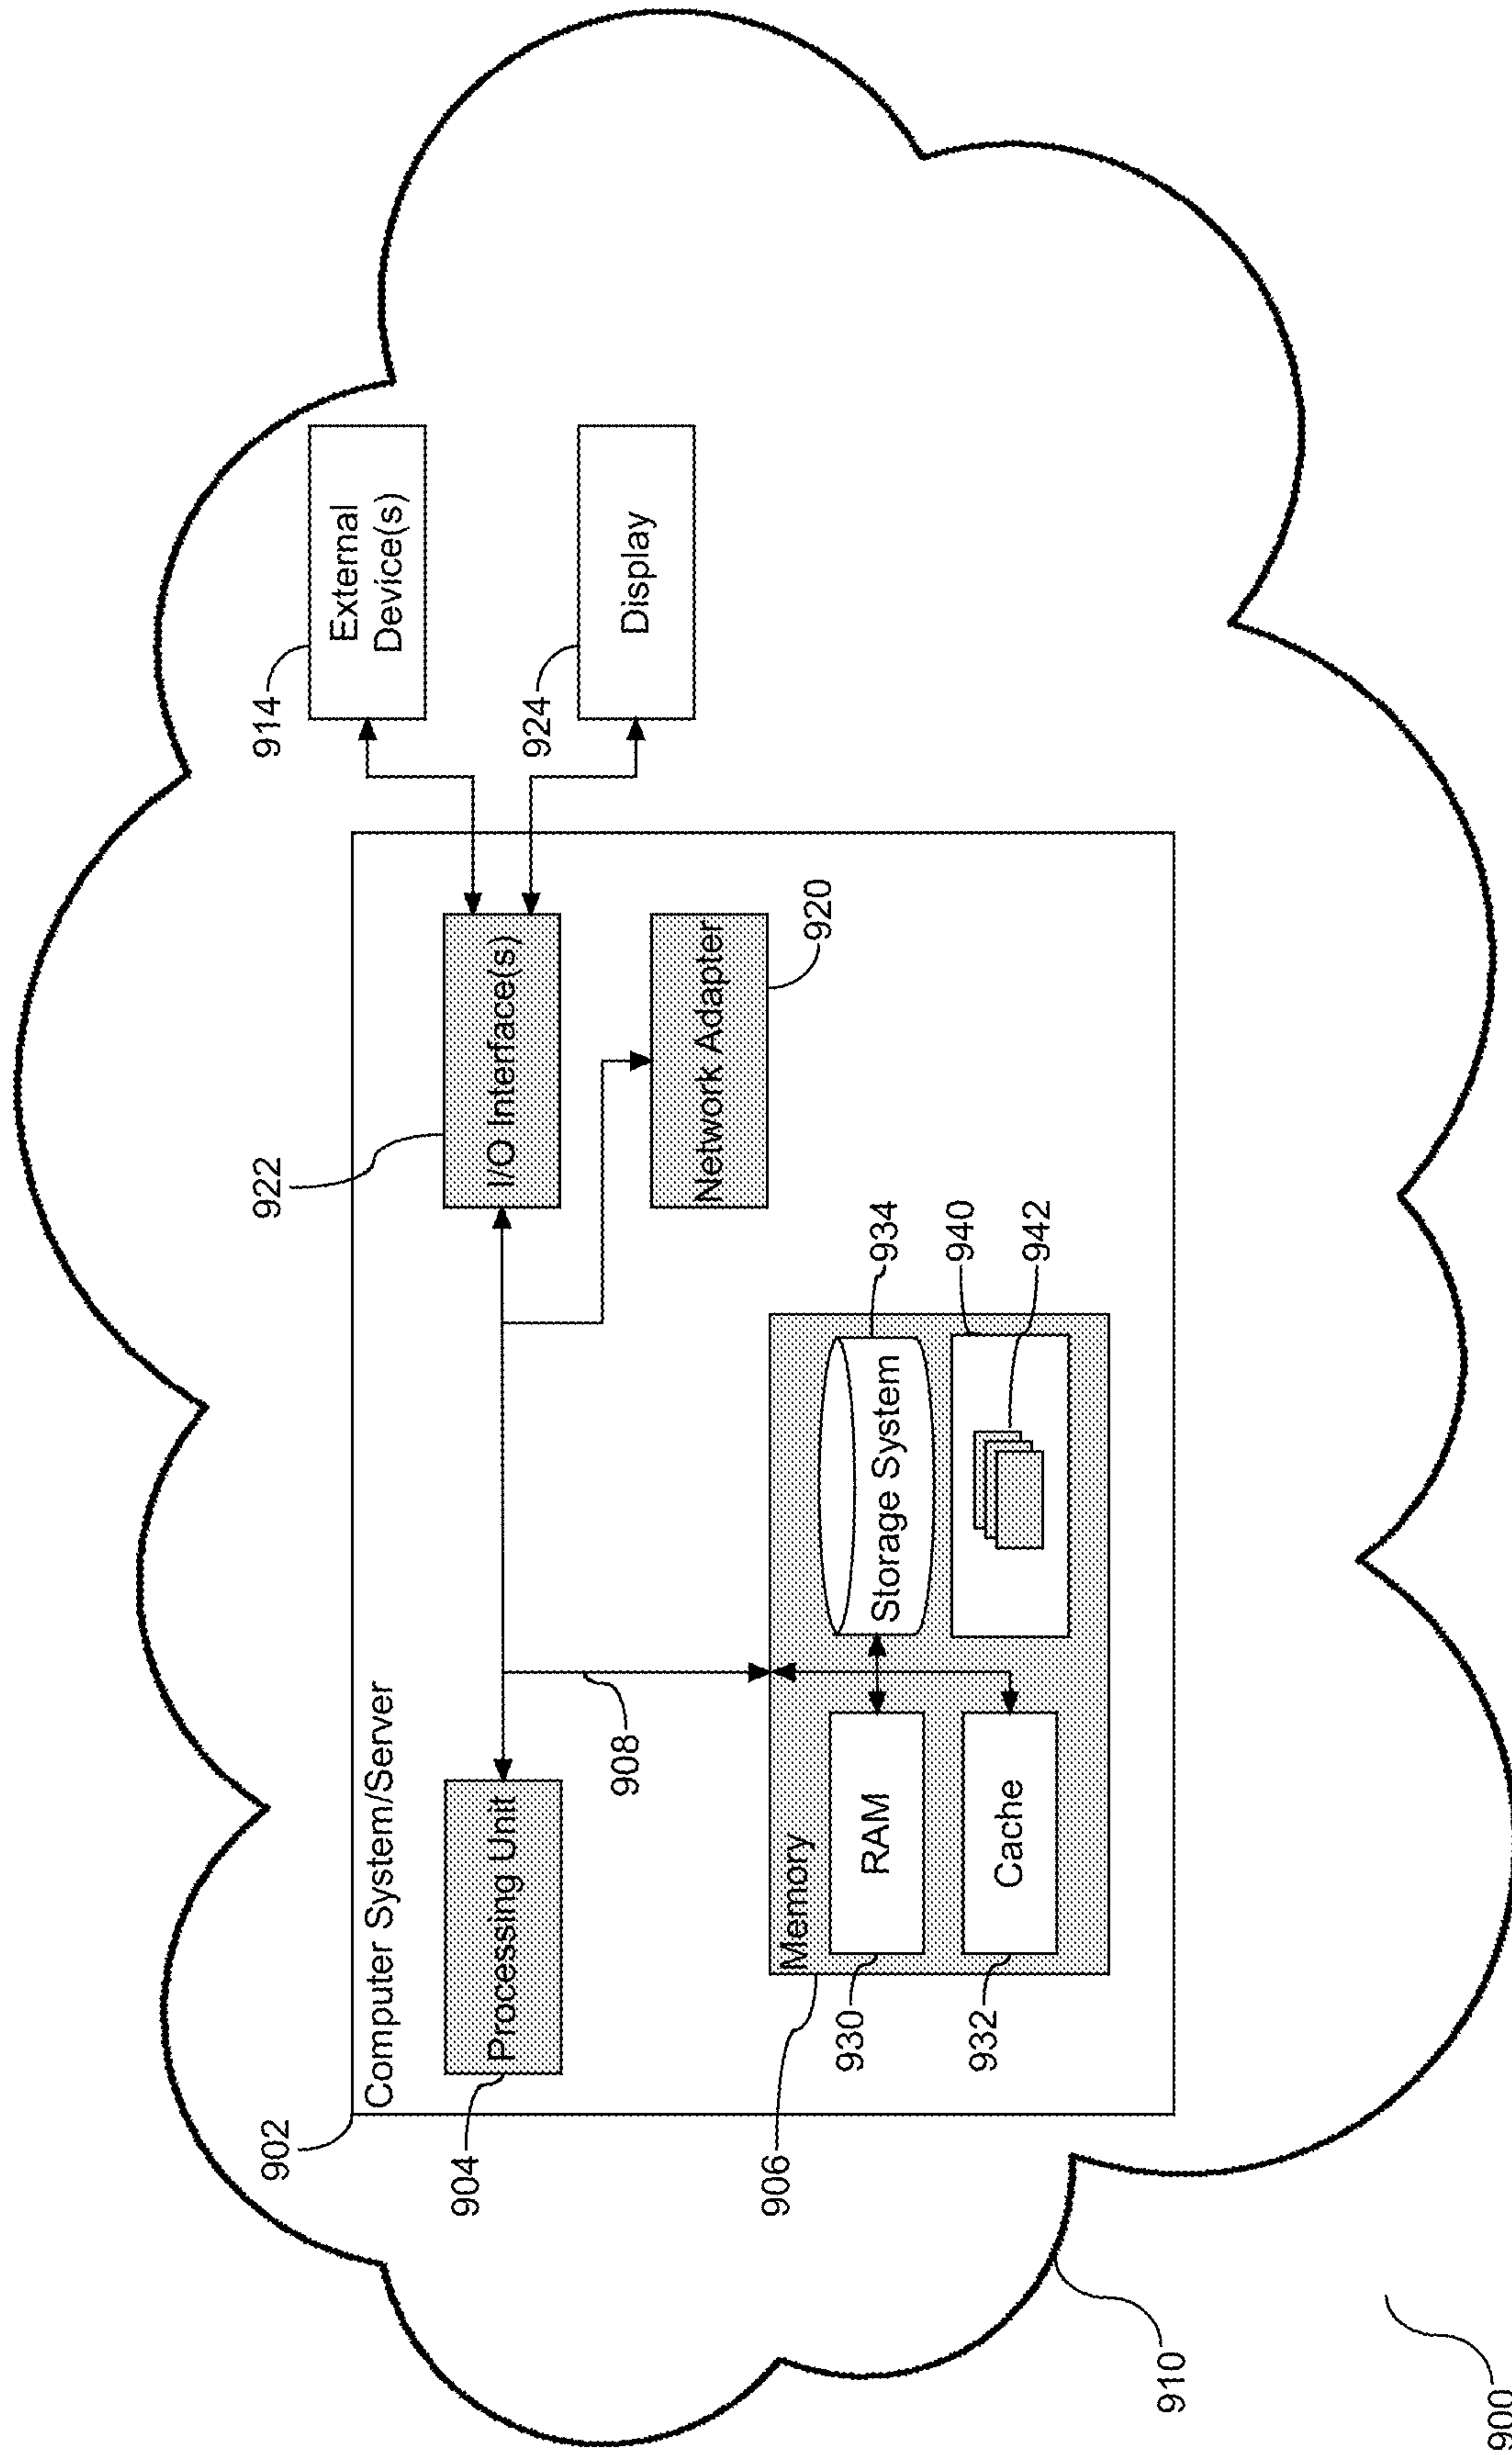 902
Computer System/Server
904
Processing Unit
922
I/O Interface(s)
914
External
Device(s)
924
Display
908
Network Adapter
920
906
Memory
930
RAM
Storage System
934
932
Cache
940
942
910
900